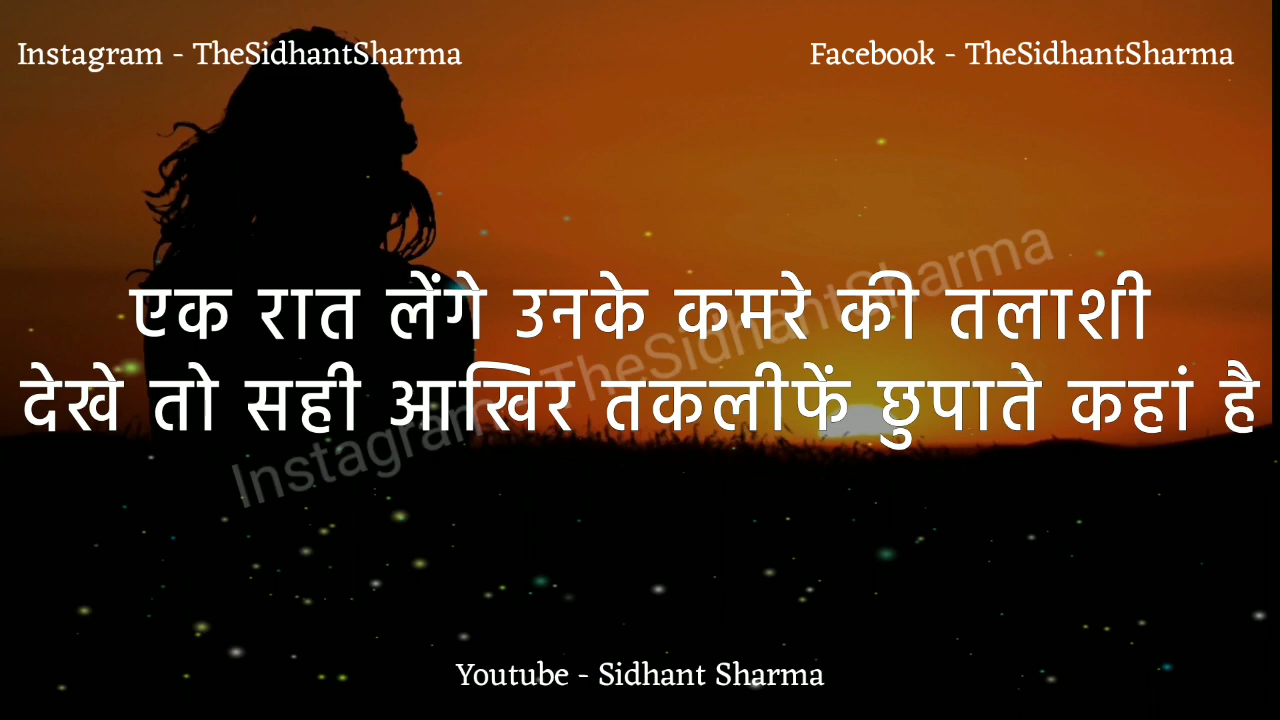 Instagram - TheSidhantSharma
Facebook - TheSidhantSharma
एक रात लेंगे उनके कमरे की तलाशी
देखे तो सही आखिर तकलीफें छुपाते कहां है
Instagram - TheSidhantSharma
Youtube - Sidhant Sharma